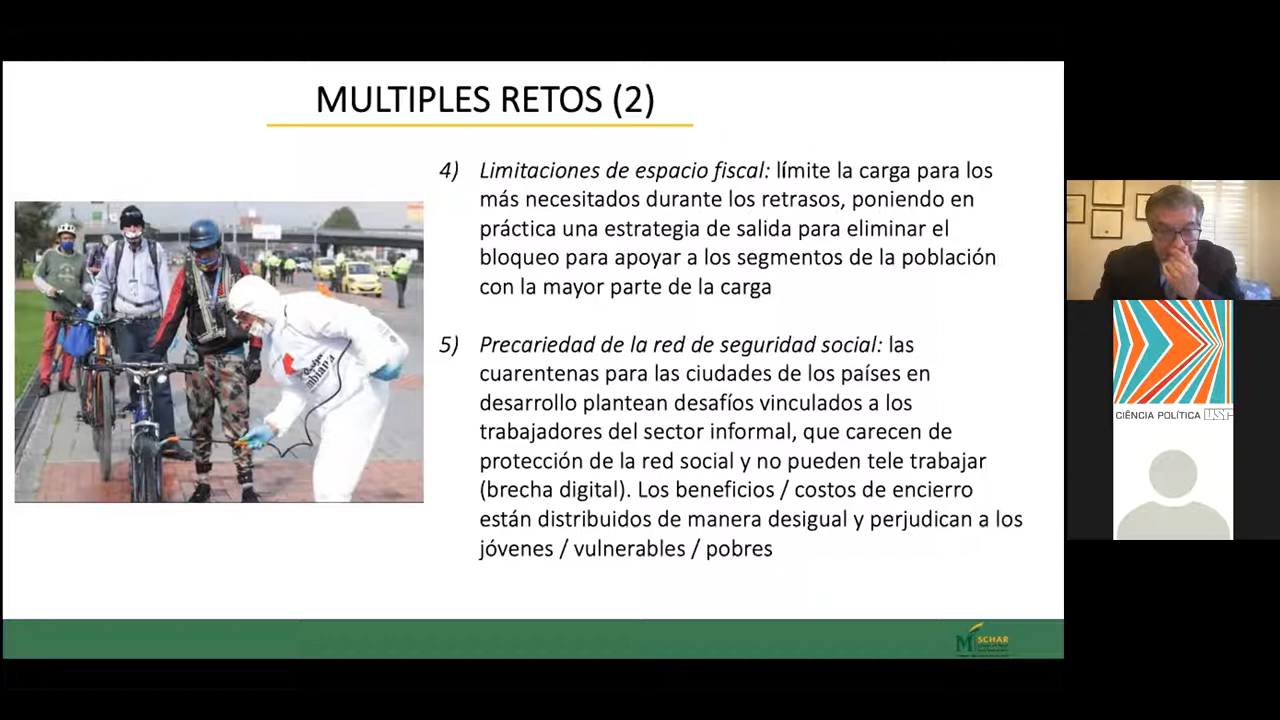 MULTIPLES RETOS (2)
4) Limitaciones de espacio fiscal: límite la carga para los
más necesitados durante los retrasos, poniendo en
práctica una estrategia de salida para eliminar el
bloqueo para apoyar a los segmentos de la población
con la mayor parte de la carga
5) Precariedad de la red de seguridad social: las
cuarentenas para las ciudades de los países en
desarrollo plantean desafíos vinculados a los
trabajadores del sector informal, que carecen de
protección de la red social y no pueden tele trabajar
(brecha digital). Los beneficios / costos de encierro
están distribuidos de manera desigual y perjudican a los
jóvenes / vulnerables / pobres
CIÊNCIA POLÍTICA USP
M SCHAR